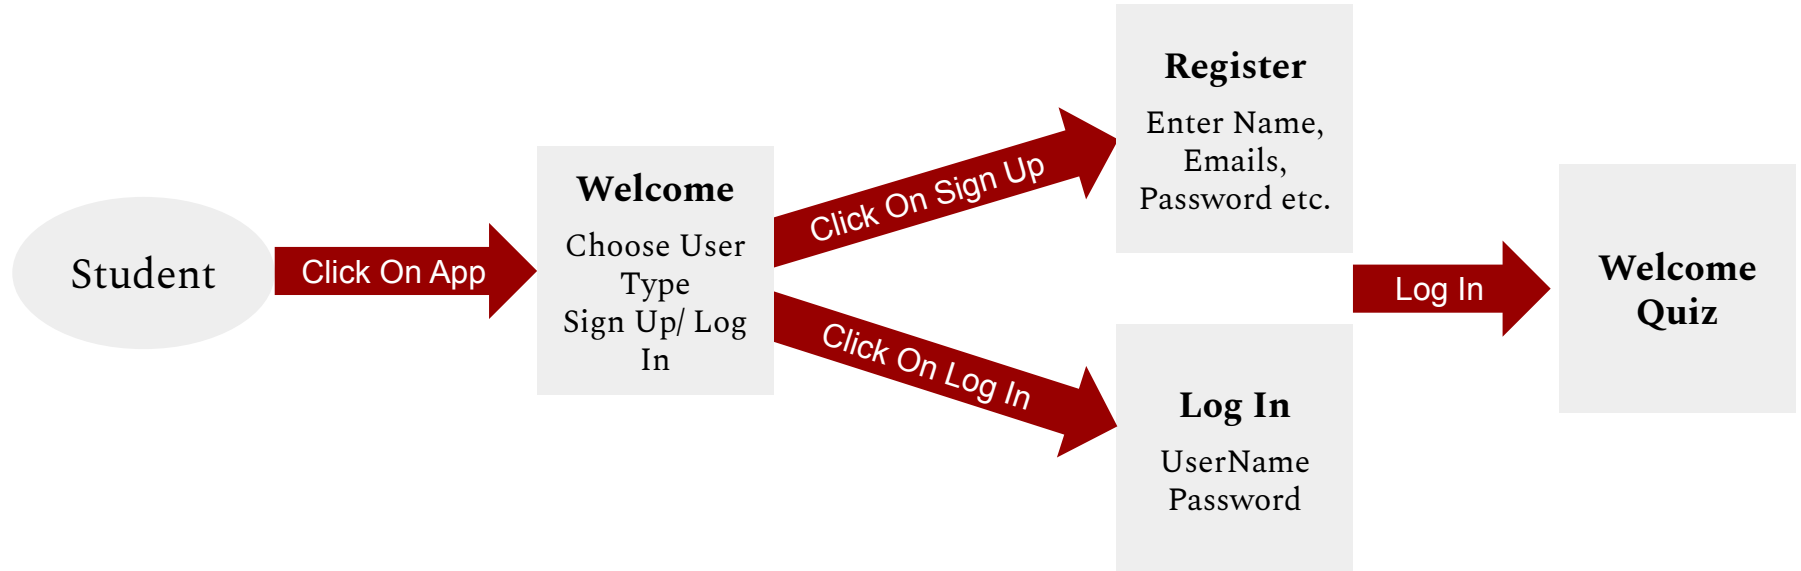 Student
Click On App
Welcome
Choose User
Type
Sign Up/ Log
In
Click On Sign Up
Click On Log In
Register
Enter Name,
Emails,
Password etc.
Log In
UserName
Password
Log In
Welcome
Quiz